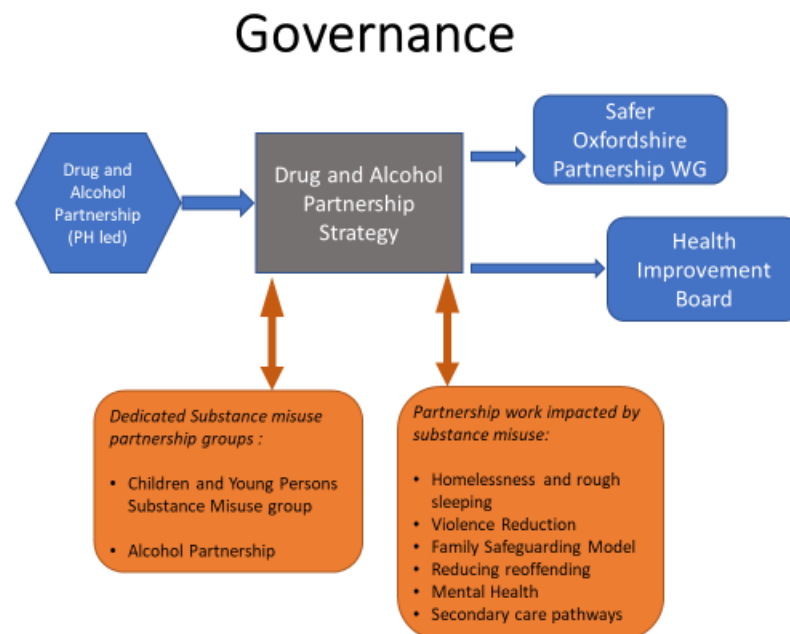 Governance
Drug and
Alcohol
Partnership
(PH led)
Drug and Alcohol
Partnership
Strategy
Safer
Oxfordshire
Partnership WG
Health
Improvement
Board
Dedicated Substance misuse
partnership groups :
• Children and Young Persons
Substance Misuse group
• Alcohol Partnership
Partnership work impacted by
substance misuse:
• Homelessness and rough
sleeping
• Violence Reduction
• Family Safeguarding Model
• Reducing reoffending
• Mental Health
• Secondary care pathways